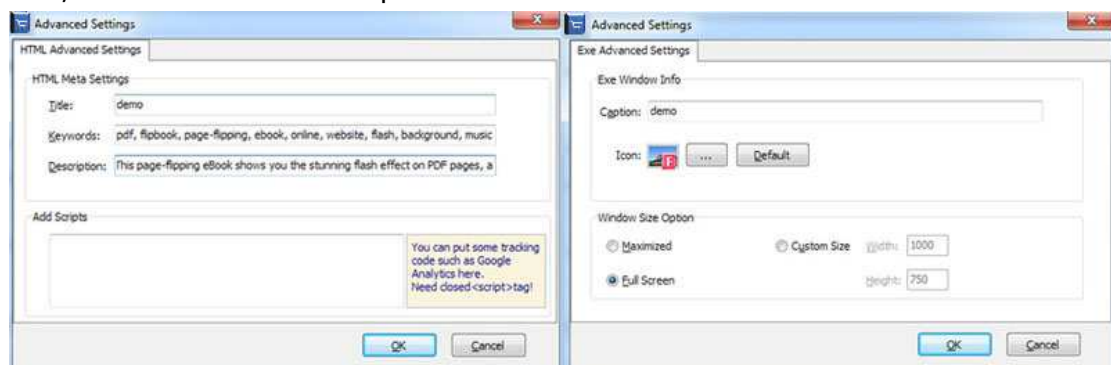 Advanced Settings
HTML Advanced Settings
HTML Meta Settings
Title: demo
Keywords: pdf, flipbook, page-flipping, ebook, online, website, flash, background, music
Description: This page-flipping eBook shows you the stunning flash effect on PDF pages, a
Add Scripts
You can put some tracking
code such as Google
Analytics here.
Need closed<script>tag!
OK Cancel
Advanced Settings
Exe Advanced Settings
Exe Window Info
Caption: demo
Icon: ... Default
Window Size Option
Maximized Custom Size Width: 1000
Full Screen Height: 750
OK Cancel